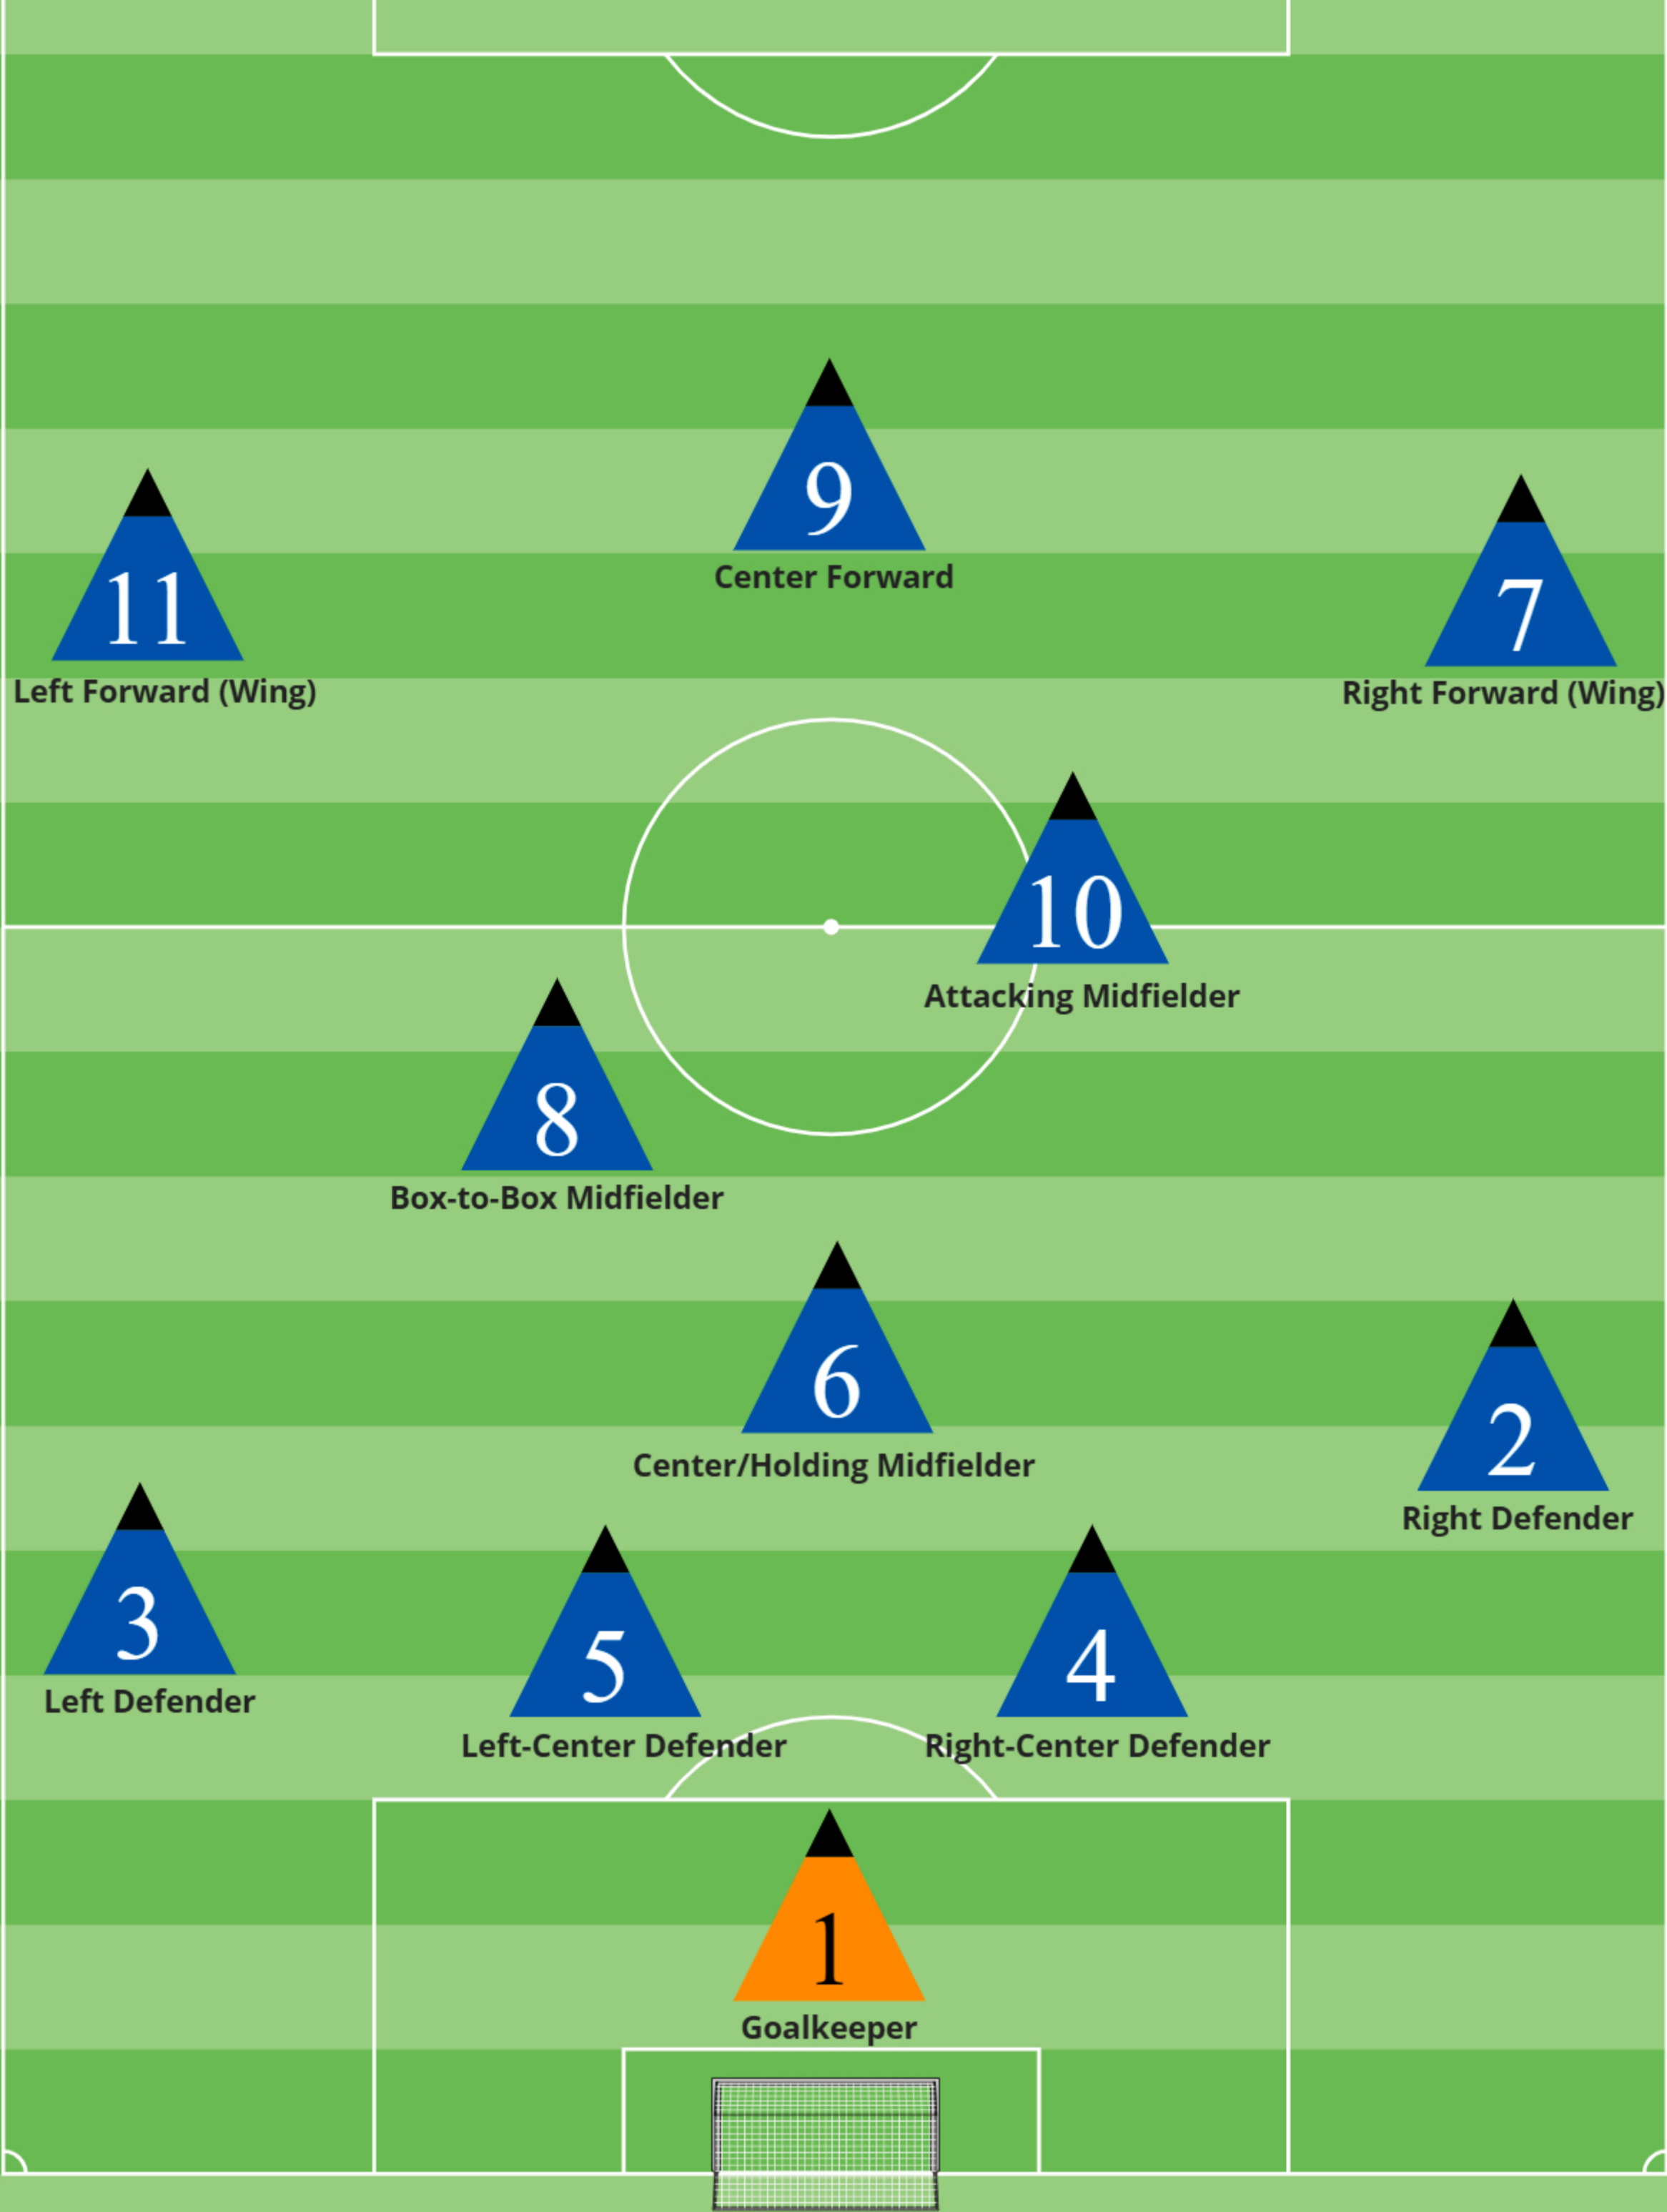 9
Center Forward
11
Left Forward (Wing)
7
Right Forward (Wing)
10
Attacking Midfielder
8
Box-to-Box Midfielder
6
Center/Holding Midfielder
2
Right Defender
3
Left Defender
5
Left-Center Defender
4
Right-Center Defender
1
Goalkeeper